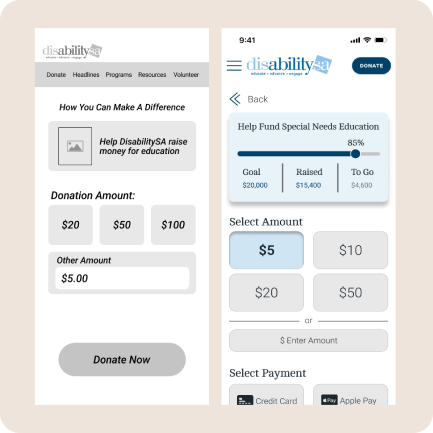 disabilitysa
educate • advocate • engage
Donate Headlines Programs Resources Volunteer
How You Can Make A Difference
Help DisabilitySA raise
money for education
Donation Amount:
$20 $50 $100
Other Amount
$5.00
Donate Now
9:41
disabilitysa
educate • advocate • engage
DONATE
Back
Help Fund Special Needs Education
85%
Goal Raised To Go
$20,000 $15,400 $4,600
Select Amount
$5 $10
$20 $50
or
$ Enter Amount
Select Payment
Credit Card Pay Apple Pay